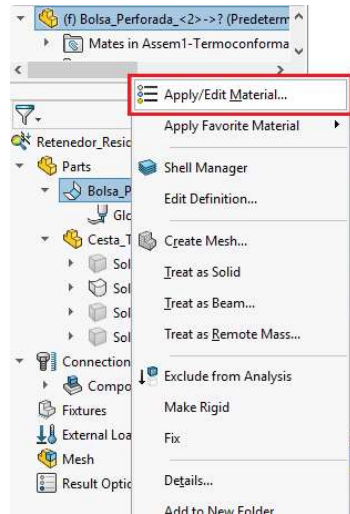 (f) Bolsa_Perforada_<2>->? (Predeterm
Mates in Assem1-Termoconforma
Apply/Edit Material...
Apply Favorite Material
Retenedor_Resid
Parts
Shell Manager
Bolsa_P
Edit Definition...
Glo
Cesta_T
Create Mesh...
Sol
Treat as Solid
Sol
Treat as Beam...
Sol
Treat as Remote Mass...
Sol
Connection
Exclude from Analysis
Compo
Make Rigid
Fixtures
Fix
External Loa
Mesh
Details...
Result Optio
Add to New Folder